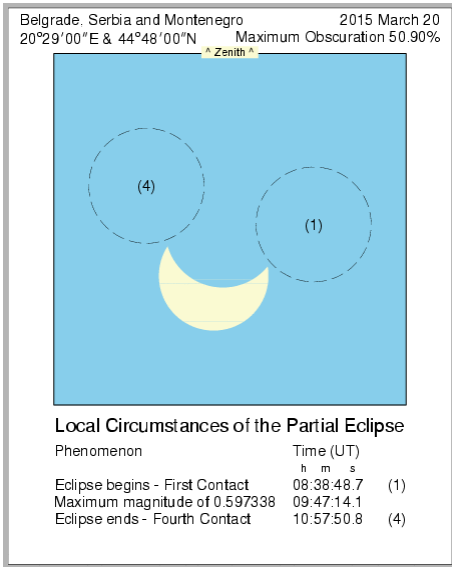 Belgrade, Serbia and Montenegro 2015 March 20
20°29'00"E & 44°48'00"N Maximum Obscuration 50.90%
^ Zenith ^
(4)
(1)
Local Circumstances of the Partial Eclipse
Phenomenon Time (UT)
h m s
Eclipse begins - First Contact 08:38:48.7 (1)
Maximum magnitude of 0.597338 09:47:14.1
Eclipse ends - Fourth Contact 10:57:50.8 (4)